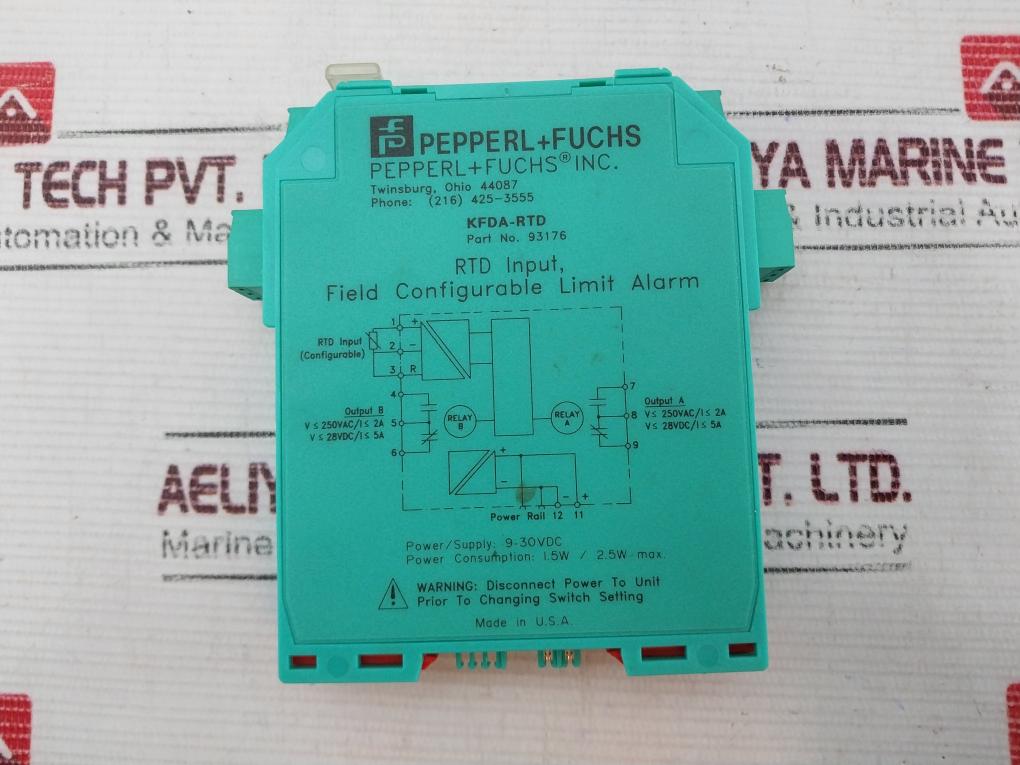 PEPPERL+FUCHS
PEPPERL+FUCHS® INC.
Twinsburg, Ohio 44087
Phone: (216) 425-3555
KFDA-RTD
Part No. 93176
RTD Input,
Field Configurable Limit Alarm
1 +
RTD Input
(Configurable)
2 -
3 R
4
Output B
V ≤ 250VAC/I ≤ 2A
V ≤ 28VDC/I ≤ 5A
5
6
RELAY
B
RELAY
A
7
8
9
Output A
V ≤ 250VAC/I ≤ 2A
V ≤ 28VDC/I ≤ 5A
+
-
- +
Power Rail 12 11
Power/Supply: 9-30VDC
Power Consumption: 1.5W / 2.5W max.
WARNING: Disconnect Power To Unit
Prior To Changing Switch Setting
Made in U.S.A.
TECH PVT.
tomation & Ma
YA MARINE
& Industrial Au
AELIY
T. LTD.
Marine
achinery